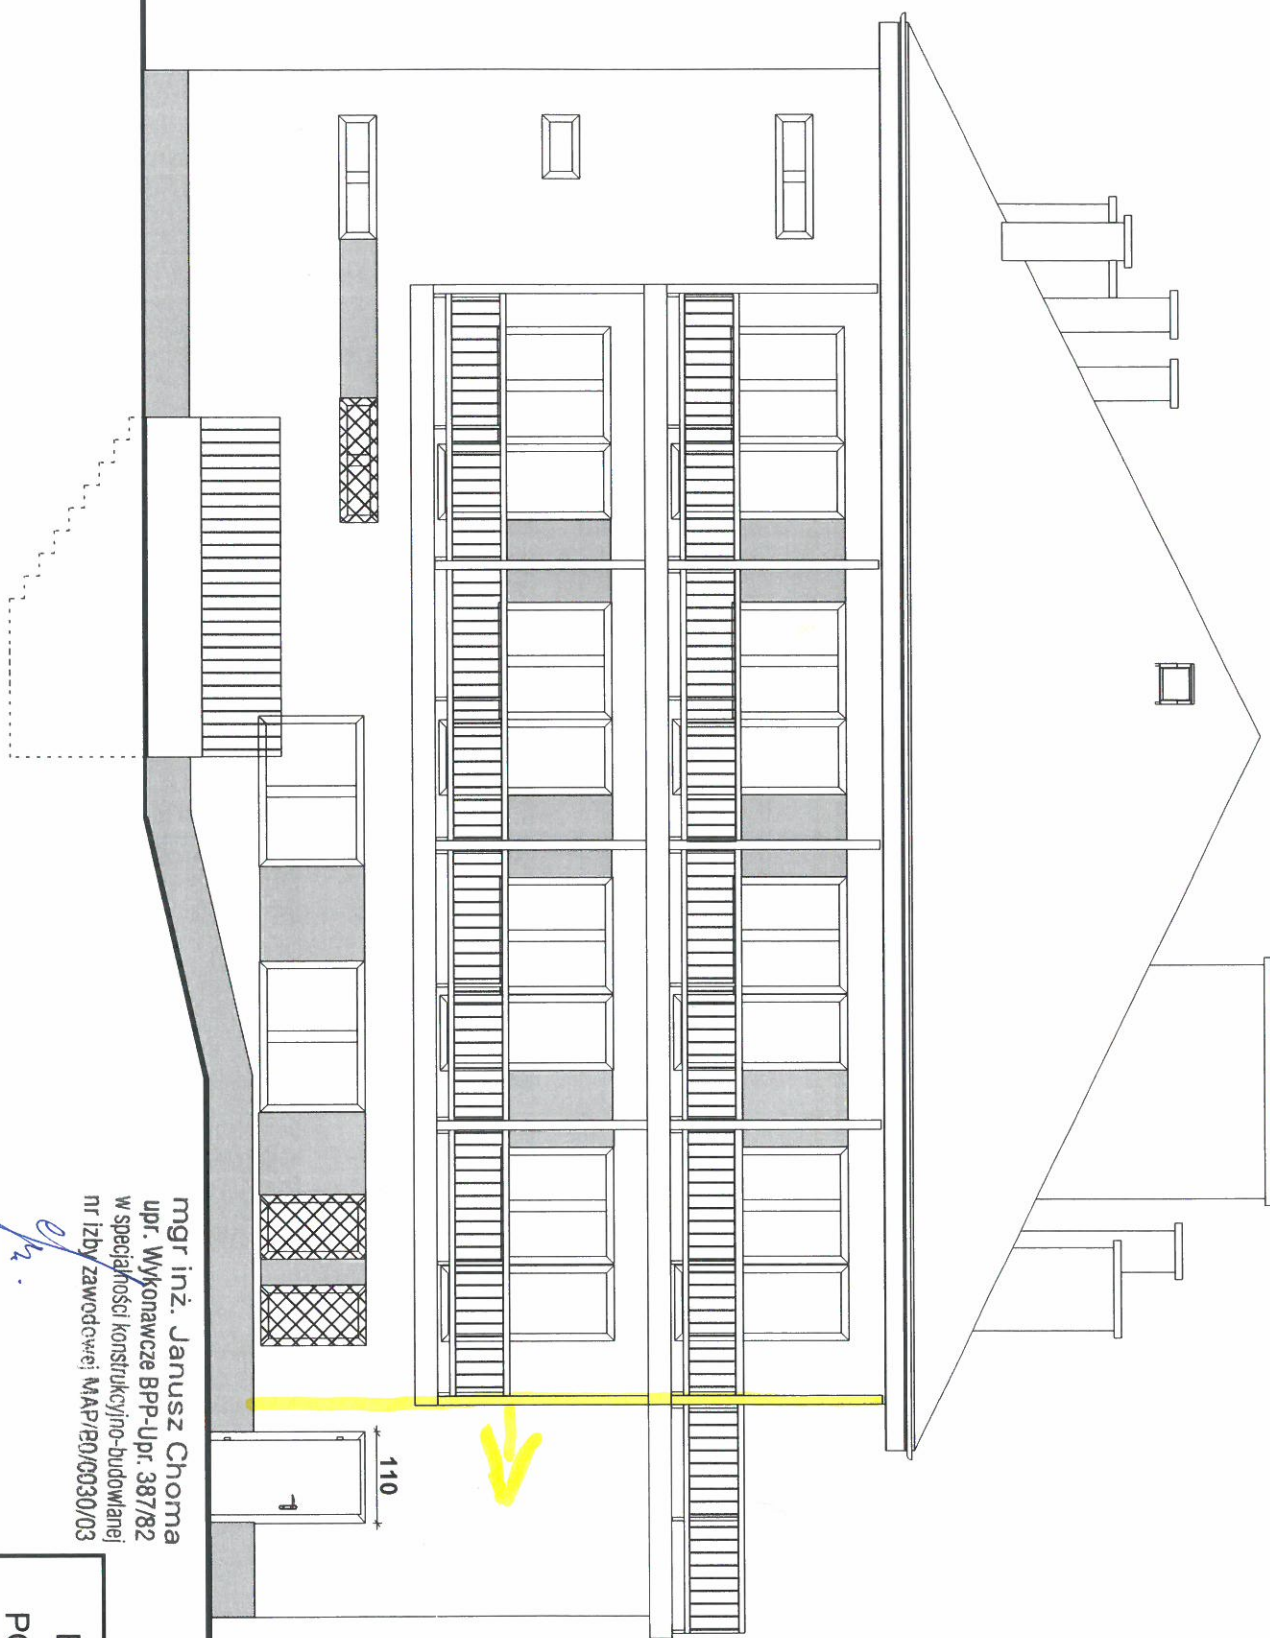 110
mgr inż. Janusz Choma
upr. Wykonawcze BPP-Upr. 387/82
w specjalności konstrukcyjno-budowlanej
nr izby zawodowej MAP/BO/0030/03